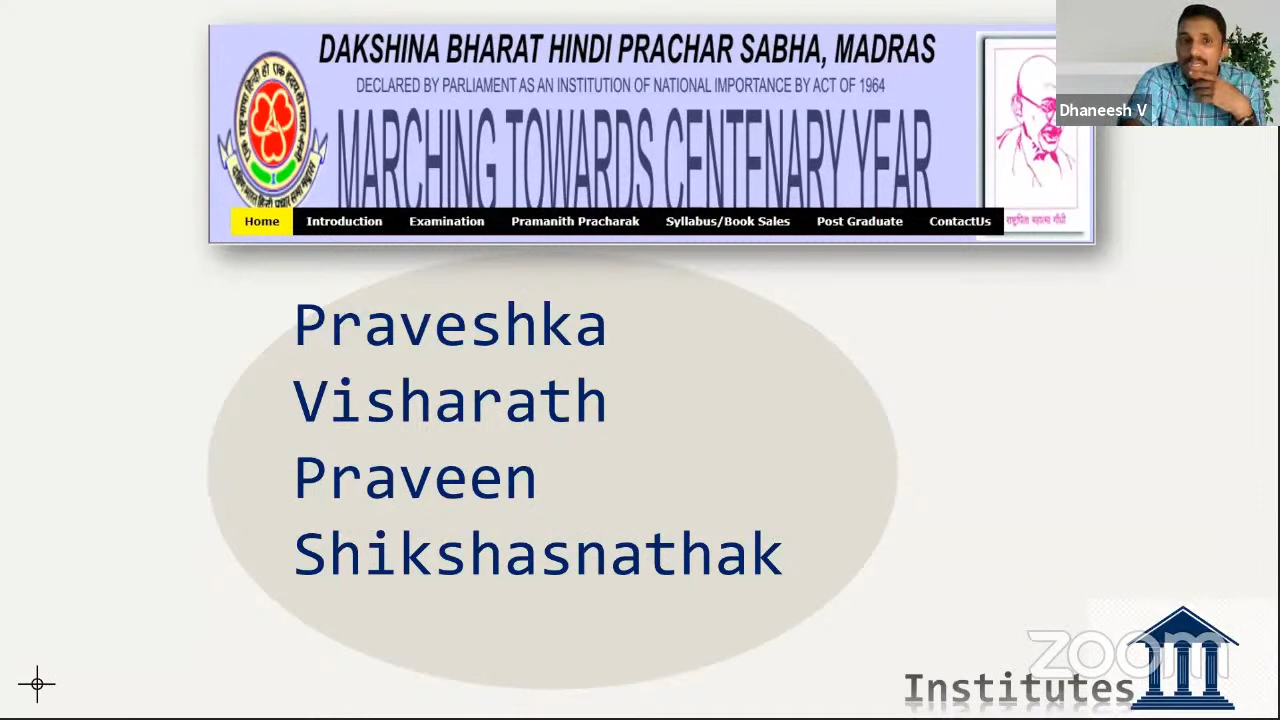 DAKSHINA BHARAT HINDI PRACHAR SABHA, MADRAS
DECLARED BY PARLIAMENT AS AN INSTITUTION OF NATIONAL IMPORTANCE BY ACT OF 1964
MARCHING TOWARDS CENTENARY YEAR
Home Introduction Examination Pramanith Pracharak Syllabus/Book Sales Post Graduate ContactUs
राष्ट्रपिता महात्मा गाँधी
Dhaneesh V
Praveshka
Visharath
Praveen
Shikshasnathak
zoom
Institutes